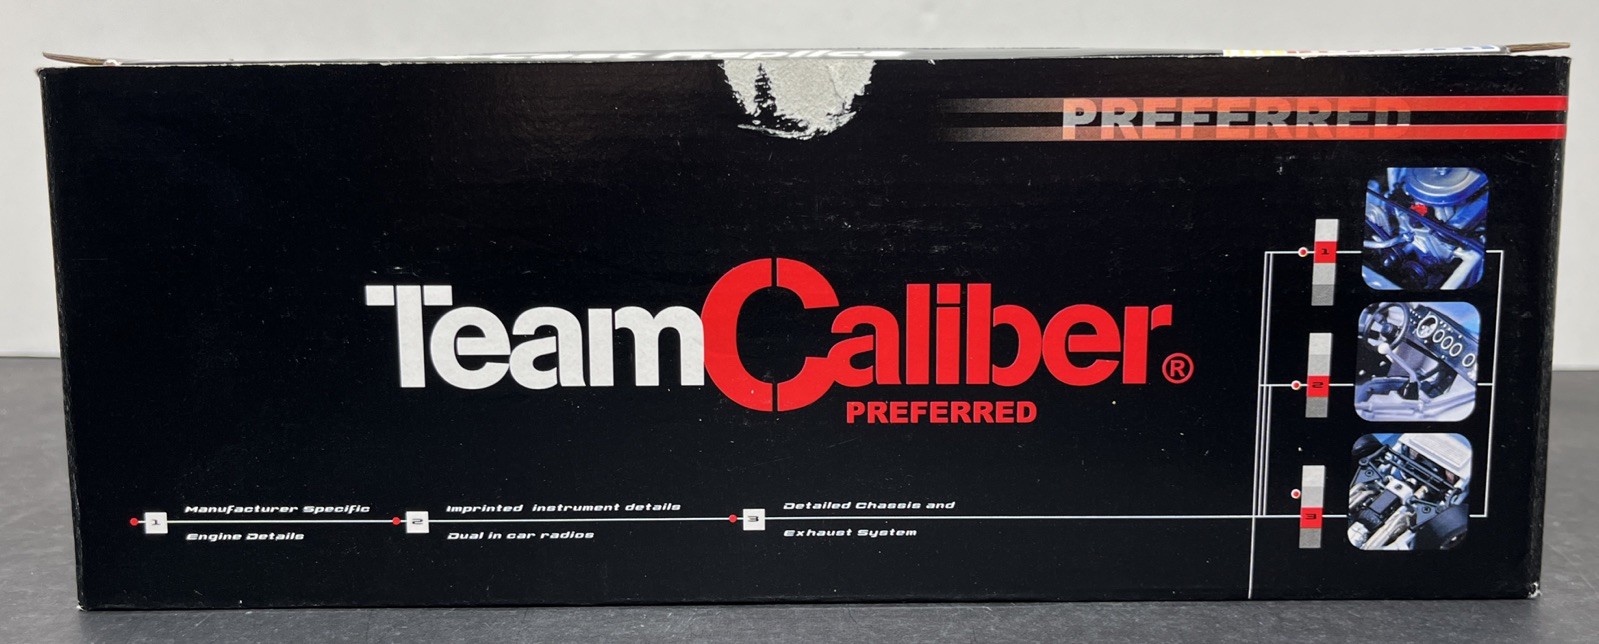 PREFERRED
TeamCaliber®
PREFERRED
1
2
3
1 Manufacturer Specific
Engine Details
2 Imprinted instrument details
Dual in car radios
3 Detailed Chassis and
Exhaust System